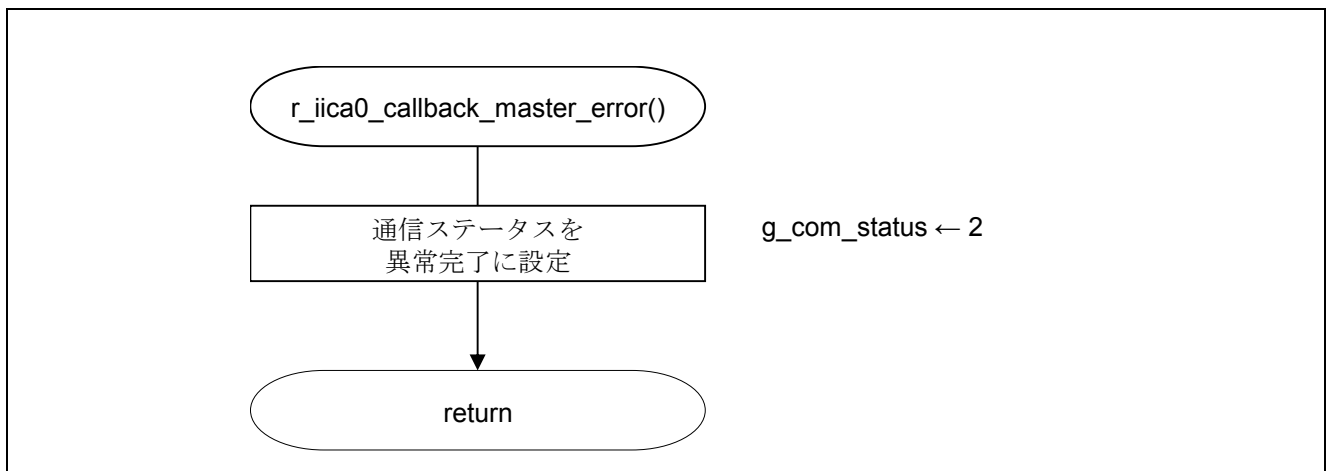 r_iica0_callback_master_error()
通信ステータスを
異常完了に設定
g_com_status ← 2
return